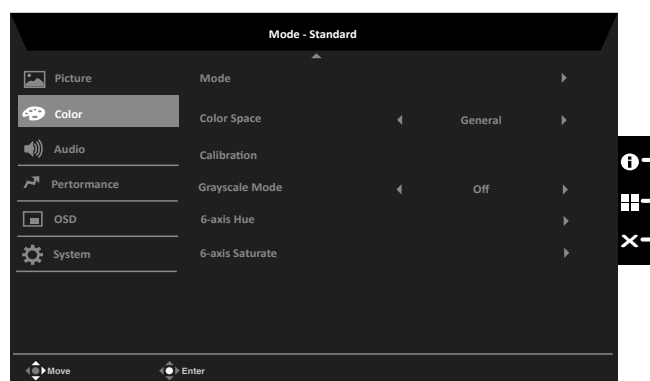 Mode - Standard
Picture
Mode
Color
Color Space
General
Audio
Calibration
Pertormance
Grayscale Mode
Off
OSD
6-axis Hue
System
6-axis Saturate
Move
Enter